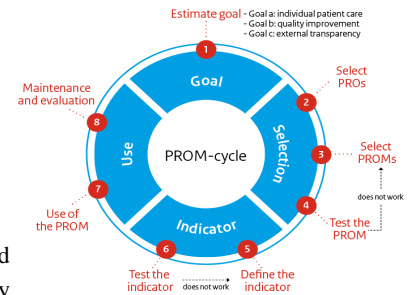 Estimate goal - Goal a: individual patient care
- Goal b: quality improvement
- Goal c: external transparency
1
Goal
Select
PROs
2
Selection
3
Select
PROMs
does not work
4
Test the
PROM
PROM-cycle
Indicator
5
Define the
indicator
does not work
6
Test the
indicator
Use
7
Use of
the PROM
8
Maintenance
and evaluation
d
y